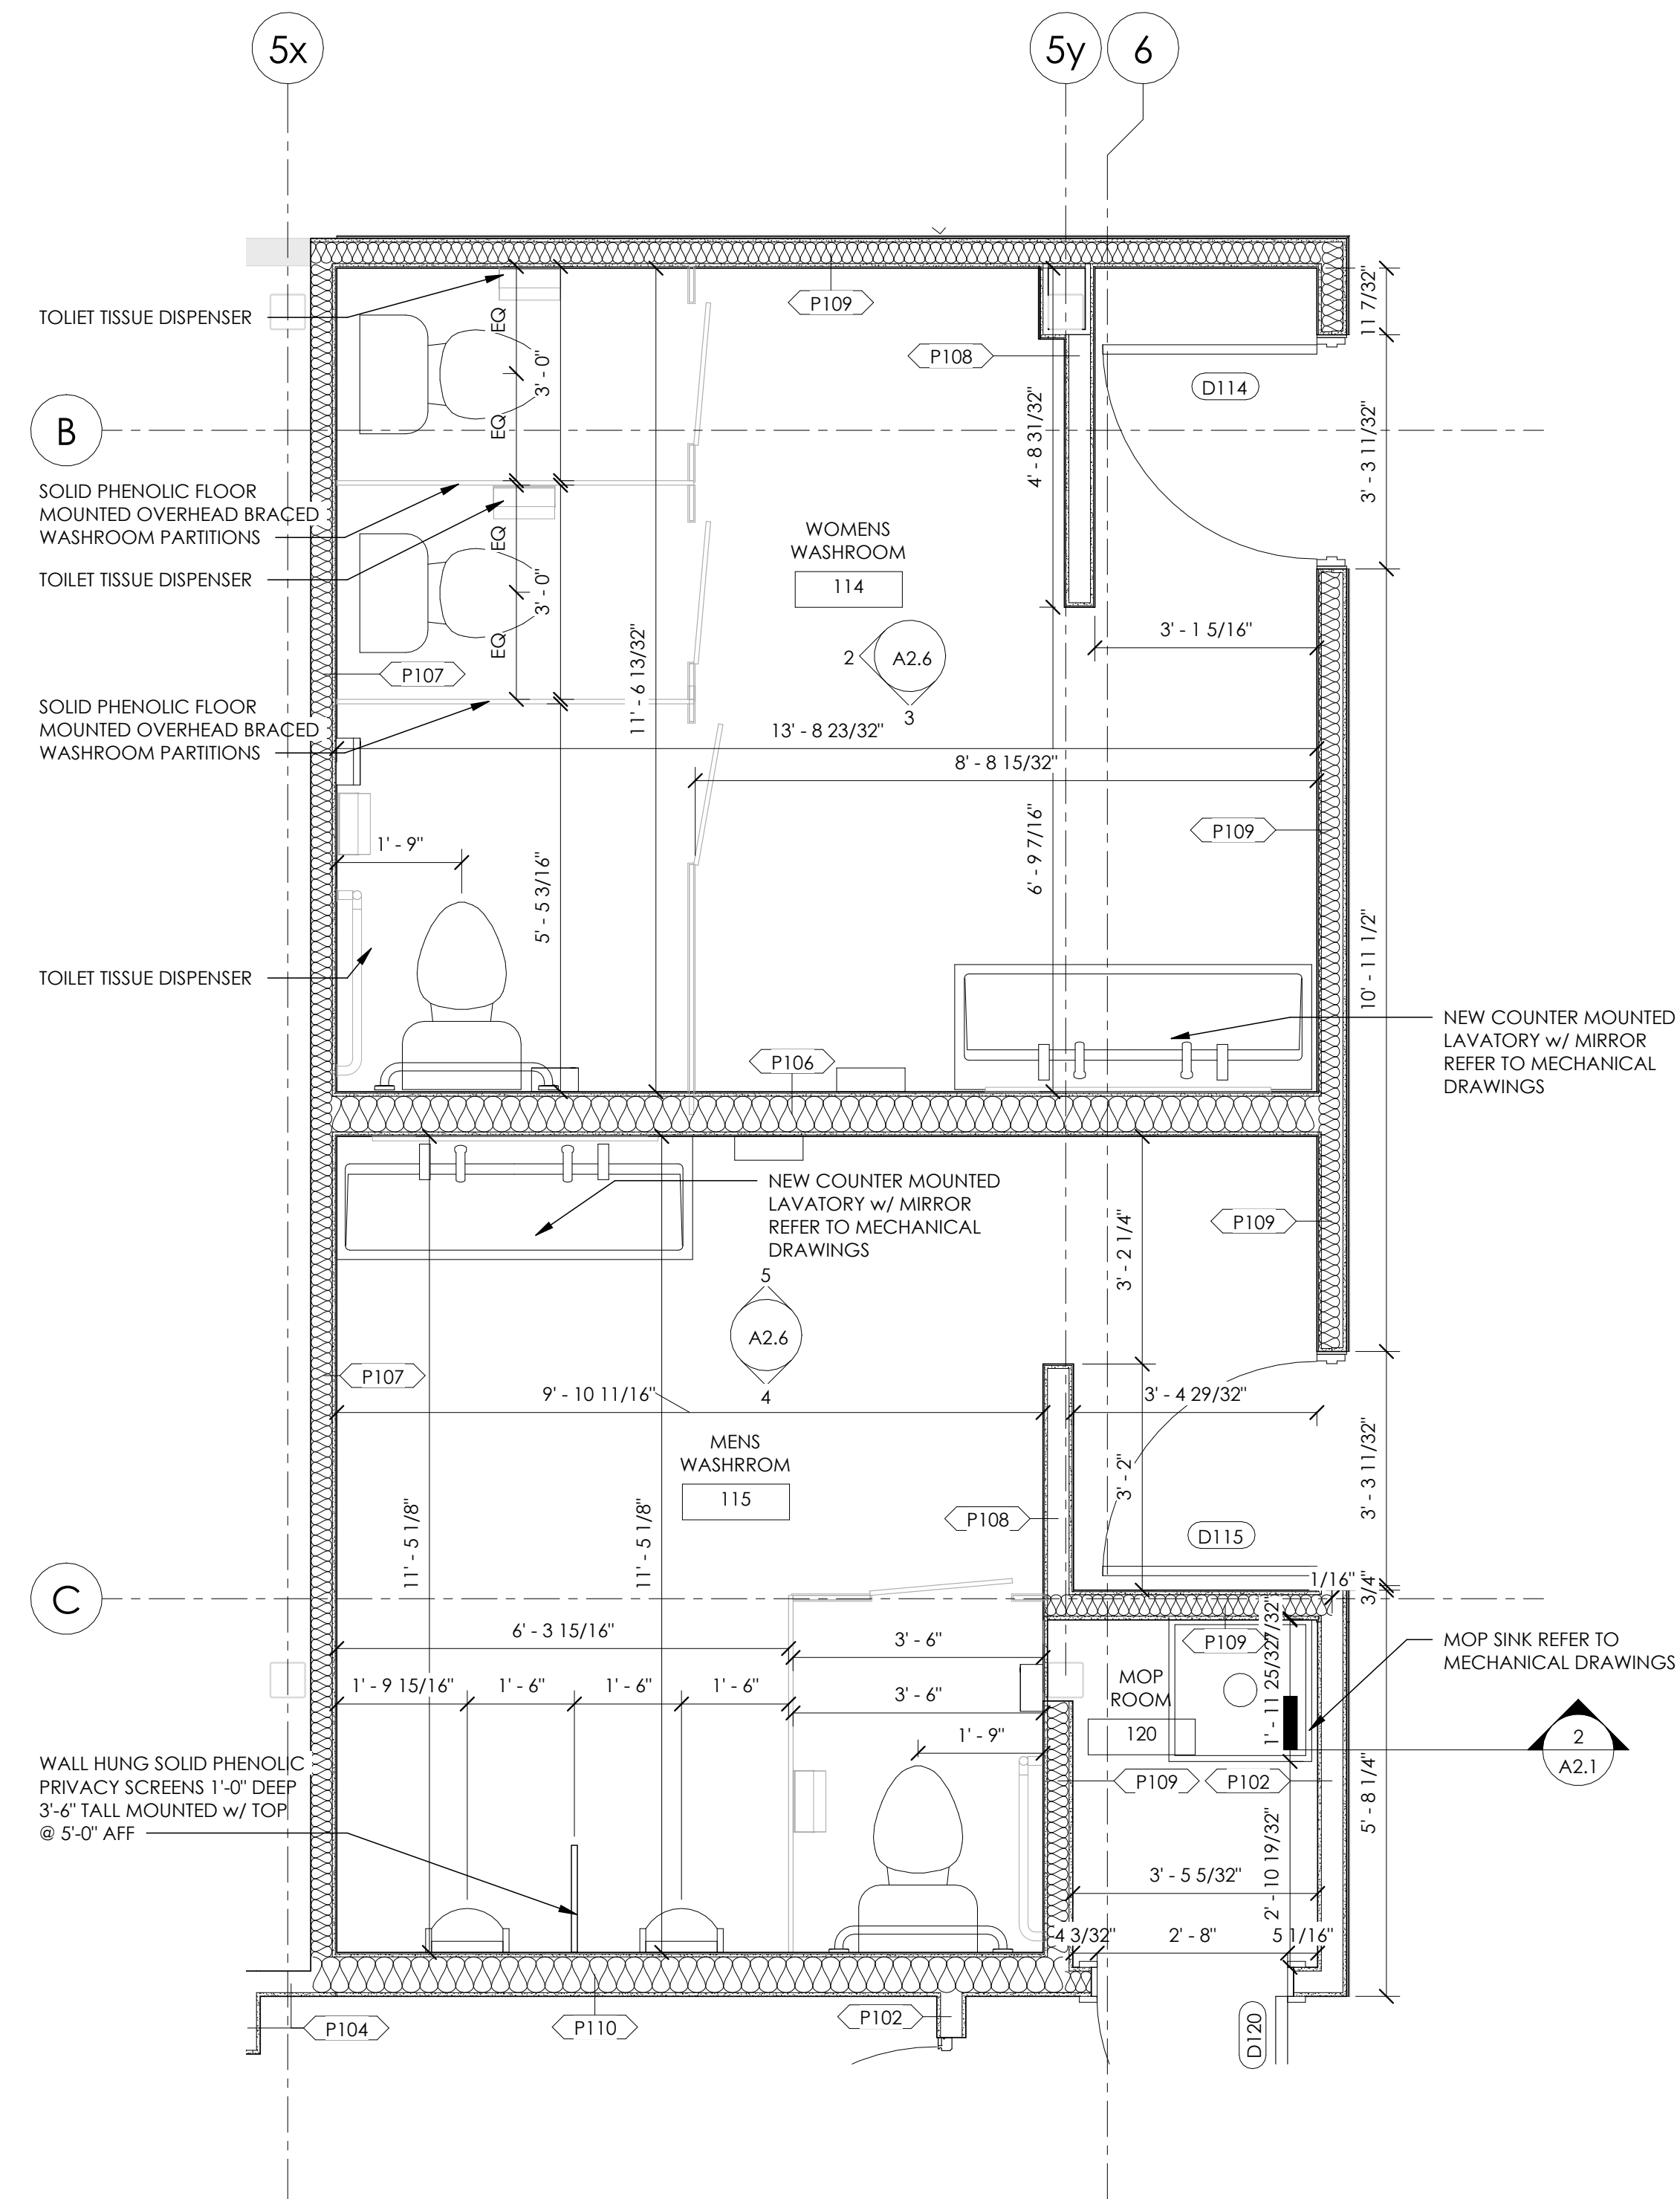 5x
5y
6
TOLIET TISSUE DISPENSER
P109
P108
D114
11 7/32"
EQ
3' - 0"
EQ
B
4' - 8 31/32"
3' - 3 11/32"
SOLID PHENOLIC FLOOR
MOUNTED OVERHEAD BRACED
WASHROOM PARTITIONS
TOILET TISSUE DISPENSER
EQ
3' - 0"
EQ
WOMENS
WASHROOM
114
2
A2.6
3
3' - 1 5/16"
11' - 6 13/32"
P107
SOLID PHENOLIC FLOOR
MOUNTED OVERHEAD BRACED
WASHROOM PARTITIONS
13' - 8 23/32"
8' - 8 15/32"
1' - 9"
5' - 5 3/16"
6' - 9 7/16"
P109
10' - 11 1/2"
TOILET TISSUE DISPENSER
NEW COUNTER MOUNTED
LAVATORY w/ MIRROR
REFER TO MECHANICAL
DRAWINGS
P106
NEW COUNTER MOUNTED
LAVATORY w/ MIRROR
REFER TO MECHANICAL
DRAWINGS
3' - 2 1/4"
P109
5
A2.6
4
P107
9' - 10 11/16"
3' - 4 29/32"
MENS
WASHRROM
115
11' - 5 1/8"
11' - 5 1/8"
P108
3' - 2"
D115
3' - 3 11/32"
C
1/16"
3/4"
6' - 3 15/16"
3' - 6"
P109
7/32"
1' - 11 25/32"
MOP SINK REFER TO
MECHANICAL DRAWINGS
1' - 9 15/16"
1' - 6"
1' - 6"
1' - 6"
3' - 6"
MOP
ROOM
120
1' - 9"
2
A2.1
WALL HUNG SOLID PHENOLIC
PRIVACY SCREENS 1'-0" DEEP
3'-6" TALL MOUNTED w/ TOP
@ 5'-0" AFF
P109
P102
5' - 8 1/4"
3' - 5 5/32"
2' - 10 19/32"
4 3/32"
2' - 8"
5 1/16"
P104
P110
P102
D120